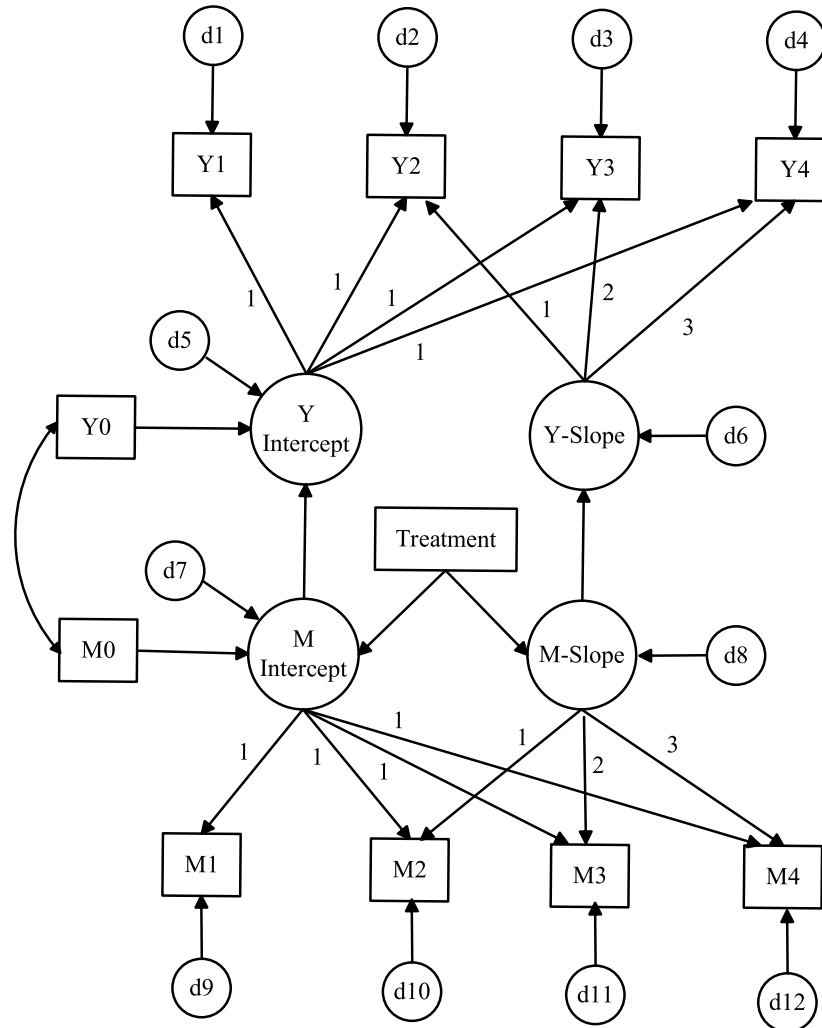 d1
d2
d3
d4
Y1
Y2
Y3
Y4
1
1
1
1
1
2
3
d5
Y
Intercept
Y0
Y-Slope
d6
Treatment
d7
M
Intercept
M0
M-Slope
d8
1
1
1
1
1
2
3
M1
M2
M3
M4
d9
d10
d11
d12